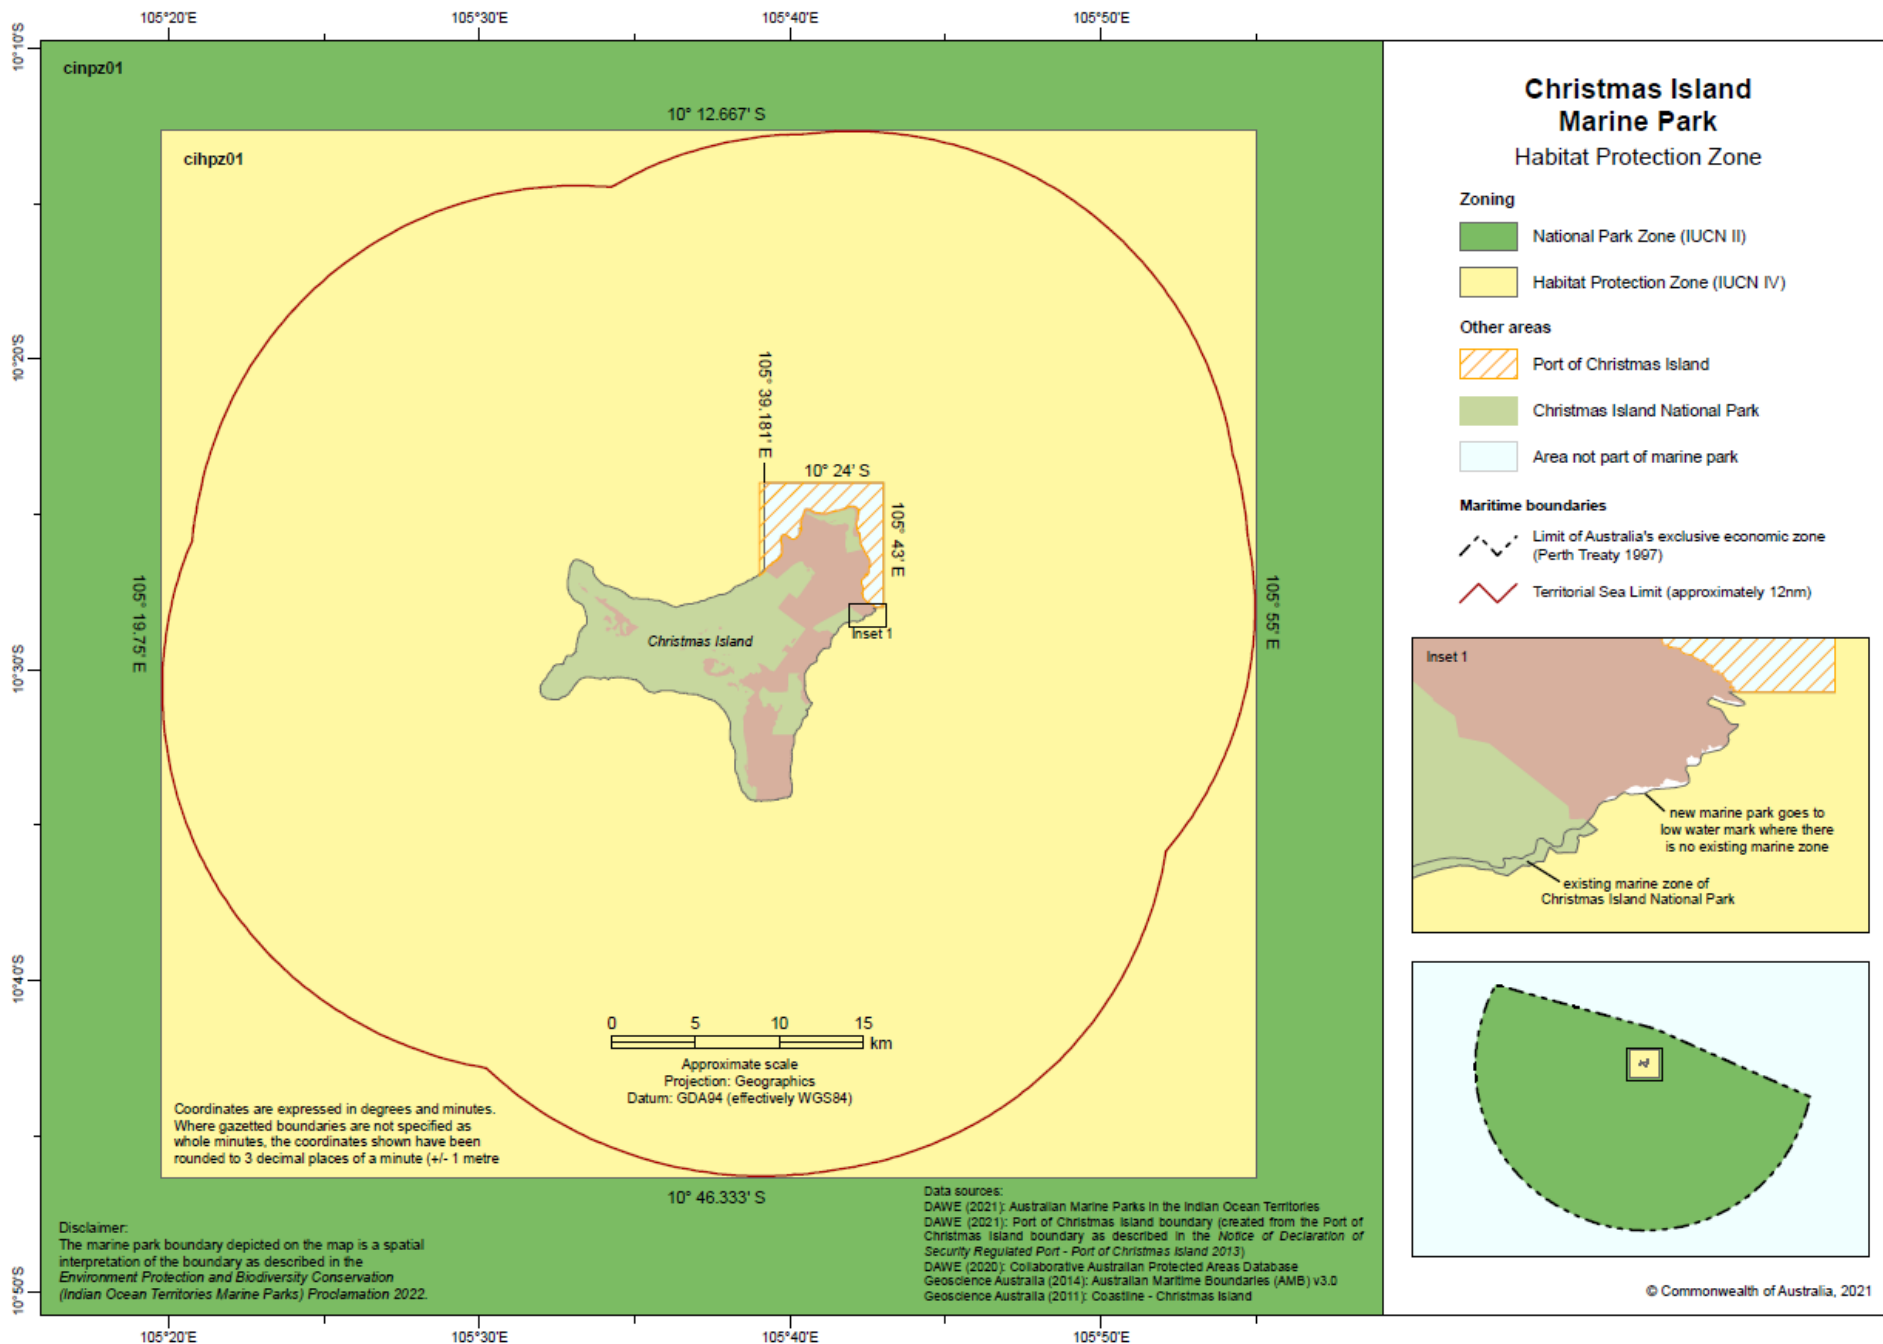 105°20'E
105°30'E
105°40'E
105°50'E
10°10'S
10°20'S
10°30'S
10°40'S
10°50'S
cinpz01
10° 12.667' S
cihpz01
105° 39.181' E
10° 24' S
105° 43' E
105° 19.75' E
105° 55' E
Christmas Island
Inset 1
0 5 10 15
km
Approximate scale
Projection: Geographics
Datum: GDA94 (effectively WGS84)
Coordinates are expressed in degrees and minutes.
Where gazetted boundaries are not specified as
whole minutes, the coordinates shown have been
rounded to 3 decimal places of a minute (+/- 1 metre
10° 46.333' S
Disclaimer:
The marine park boundary depicted on the map is a spatial
interpretation of the boundary as described in the
Environment Protection and Biodiversity Conservation
(Indian Ocean Territories Marine Parks) Proclamation 2022.
Data sources:
DAWE (2021): Australian Marine Parks in the Indian Ocean Territories
DAWE (2021): Port of Christmas Island boundary (created from the Port of
Christmas Island boundary as described in the Notice of Declaration of
Security Regulated Port - Port of Christmas Island 2013)
DAWE (2020): Collaborative Australian Protected Areas Database
Geoscience Australia (2014): Australian Maritime Boundaries (AMB) v3.0
Geoscience Australia (2011): Coastline - Christmas Island
105°20'E
105°30'E
105°40'E
105°50'E
Christmas Island
Marine Park
Habitat Protection Zone
Zoning
National Park Zone (IUCN II)
Habitat Protection Zone (IUCN IV)
Other areas
Port of Christmas Island
Christmas Island National Park
Area not part of marine park
Maritime boundaries
Limit of Australia's exclusive economic zone
(Perth Treaty 1997)
Territorial Sea Limit (approximately 12nm)
Inset 1
new marine park goes to
low water mark where there
is no existing marine zone
existing marine zone of
Christmas Island National Park
© Commonwealth of Australia, 2021